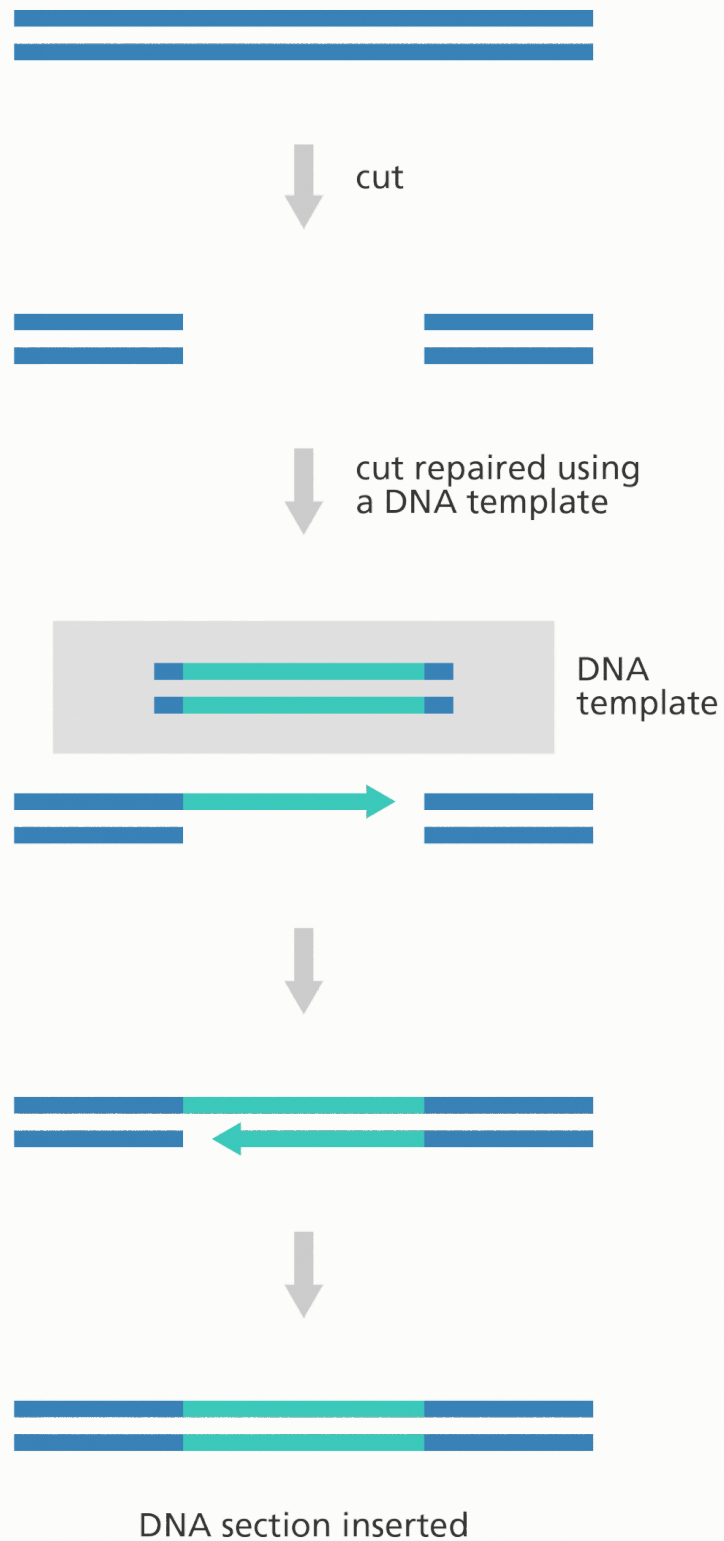 cut
cut repaired using
a DNA template
DNA
template
DNA section inserted